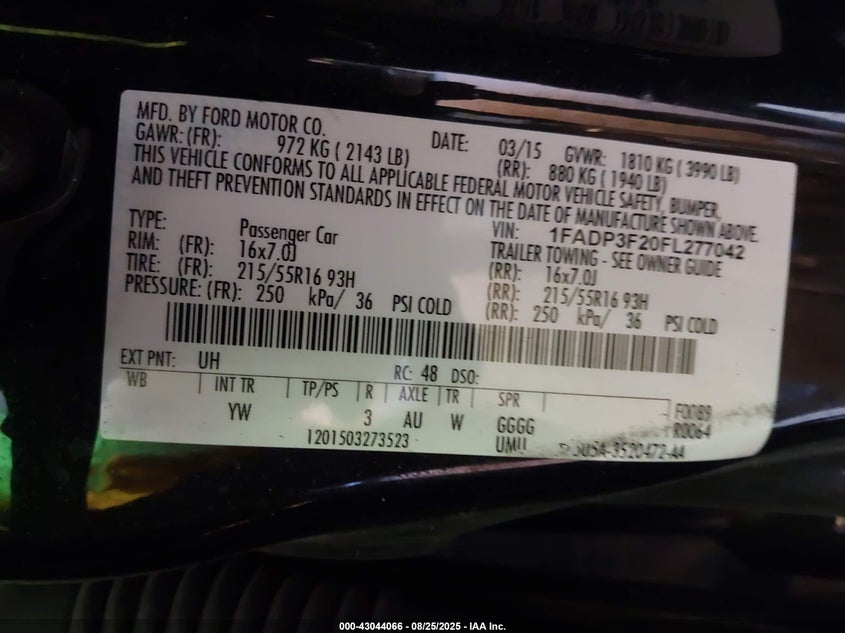 MFD. BY FORD MOTOR CO. DATE: 03/15 GVWR: 1810 KG ( 3990 LB)
GAWR: (FR): 972 KG ( 2143 LB) (RR): 880 KG ( 1940 LB)
THIS VEHICLE CONFORMS TO ALL APPLICABLE FEDERAL MOTOR VEHICLE SAFETY, BUMPER,
AND THEFT PREVENTION STANDARDS IN EFFECT ON THE DATE OF MANUFACTURE SHOWN ABOVE.
VIN: 1FADP3F20FL277042
TYPE: Passenger Car TRAILER TOWING - SEE OWNER GUIDE
RIM: (FR): 16x7.0J (RR): 16x7.0J
TIRE: (FR): 215/55R16 93H (RR): 215/55R16 93H
PRESSURE: (FR): 250 kPa/ 36 PSI COLD (RR): 250 kPa/ 36 PSI COLD
EXT PNT: UH RC: 48 DSO:
WB INT TR TP/PS R AXLE TR SPR F0089
YW 3 AU W GGGG R0064
1201503273523 UMU 5U5A-3520472-AA
000-43044066 - 08/25/2025 - IAA Inc.